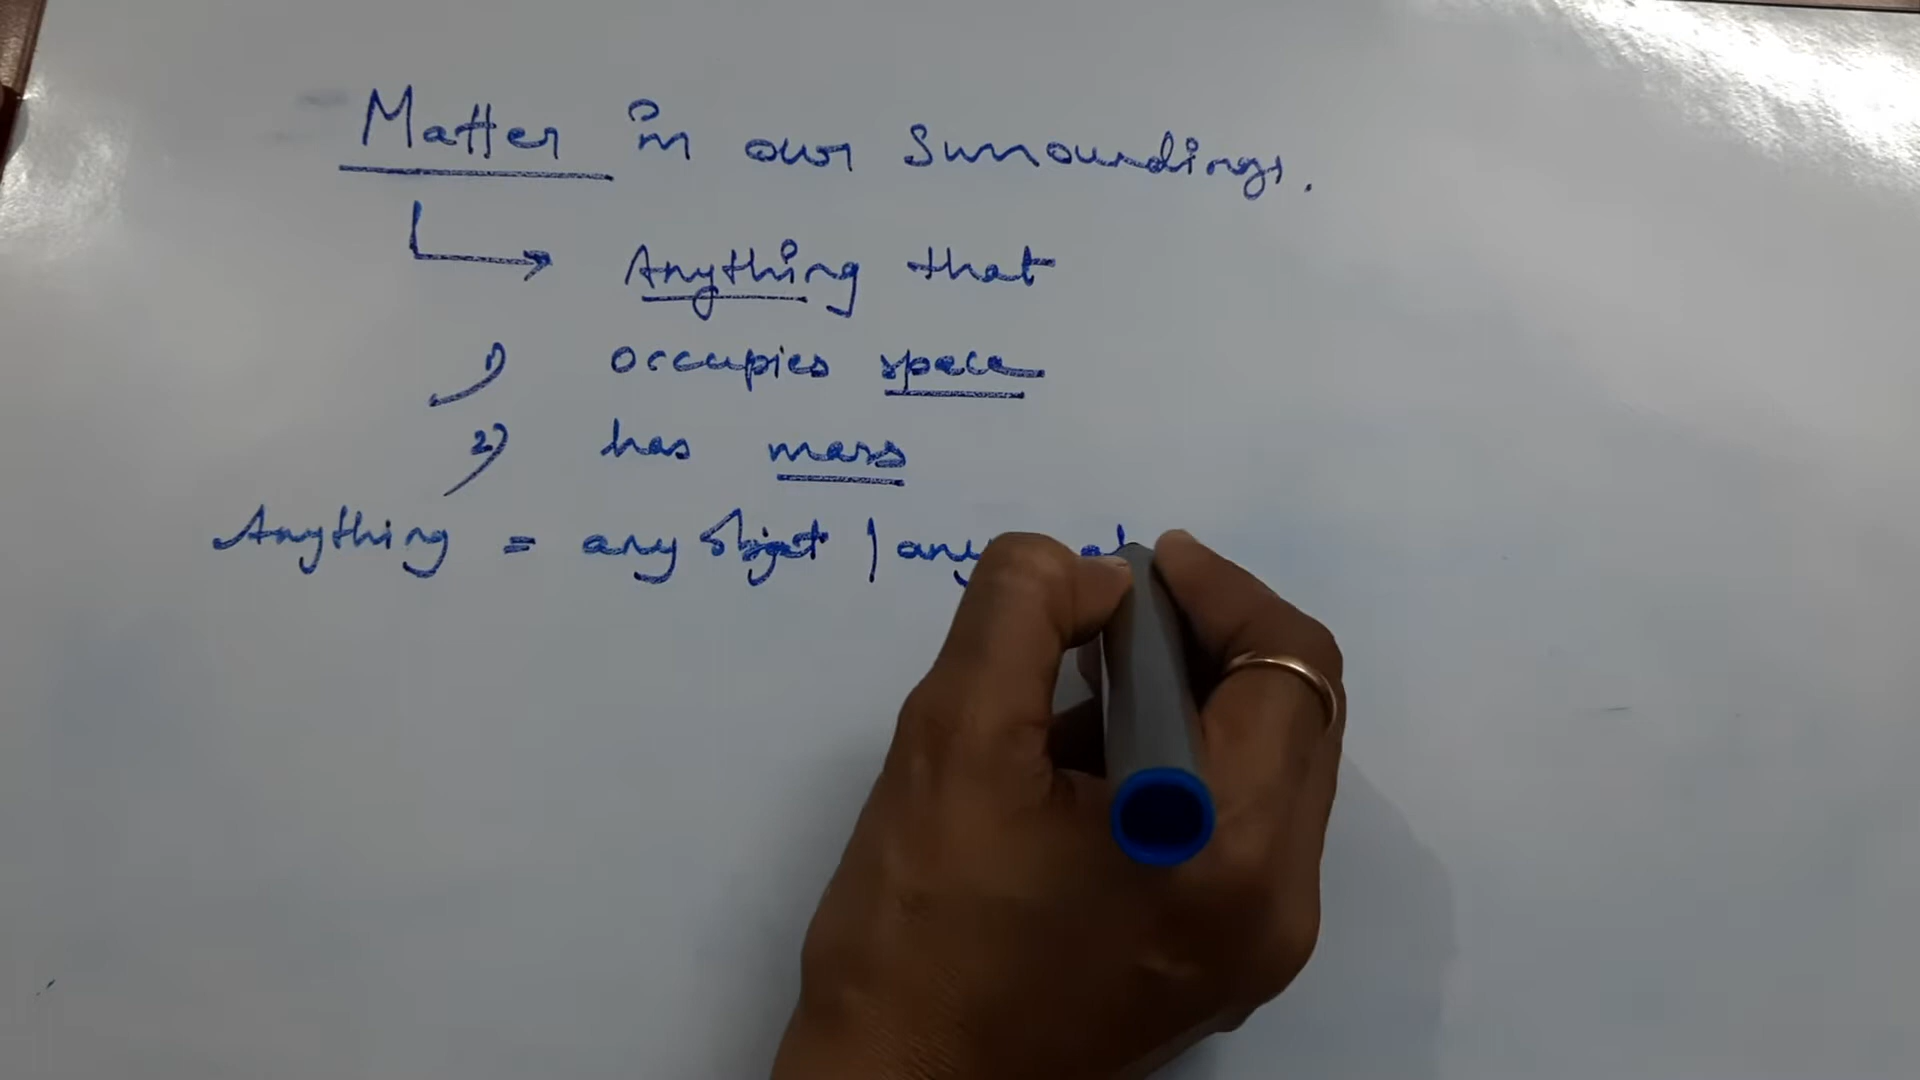 Matter in our Surroundings.
Anything that
1) occupies space
2) has mass
Anything = any object | any